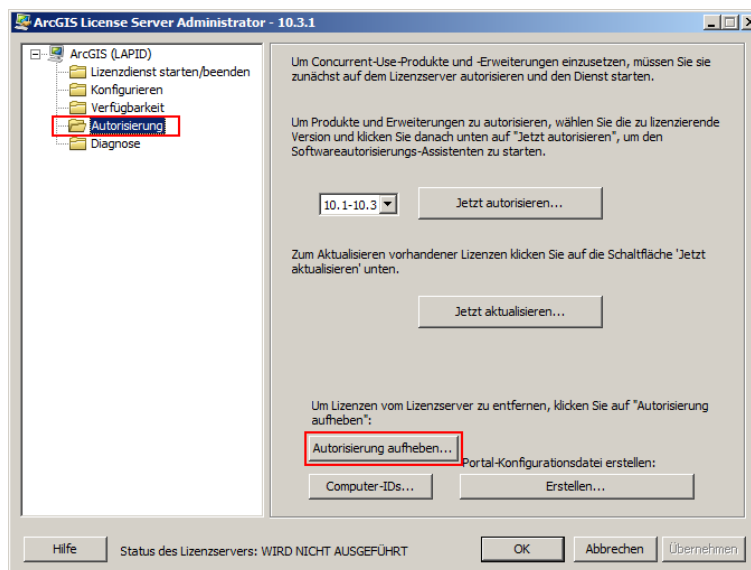 ArcGIS License Server Administrator - 10.3.1
ArcGIS (LAPID)
Lizenzdienst starten/beenden
Konfigurieren
Verfügbarkeit
Autorisierung
Diagnose
Um Concurrent-Use-Produkte und -Erweiterungen einzusetzen, müssen Sie sie
zunächst auf dem Lizenzserver autorisieren und den Dienst starten.
Um Produkte und Erweiterungen zu autorisieren, wählen Sie die zu lizenzierende
Version und klicken Sie danach unten auf "Jetzt autorisieren", um den
Softwareautorisierungs-Assistenten zu starten.
10.1-10.3
Jetzt autorisieren...
Zum Aktualisieren vorhandener Lizenzen klicken Sie auf die Schaltfläche 'Jetzt
aktualisieren' unten.
Jetzt aktualisieren...
Um Lizenzen vom Lizenzserver zu entfernen, klicken Sie auf "Autorisierung
aufheben":
Autorisierung aufheben...
Portal-Konfigurationsdatei erstellen:
Computer-IDs...
Erstellen...
Hilfe
Status des Lizenzservers: WIRD NICHT AUSGEFÜHRT
OK
Abbrechen
Übernehmen